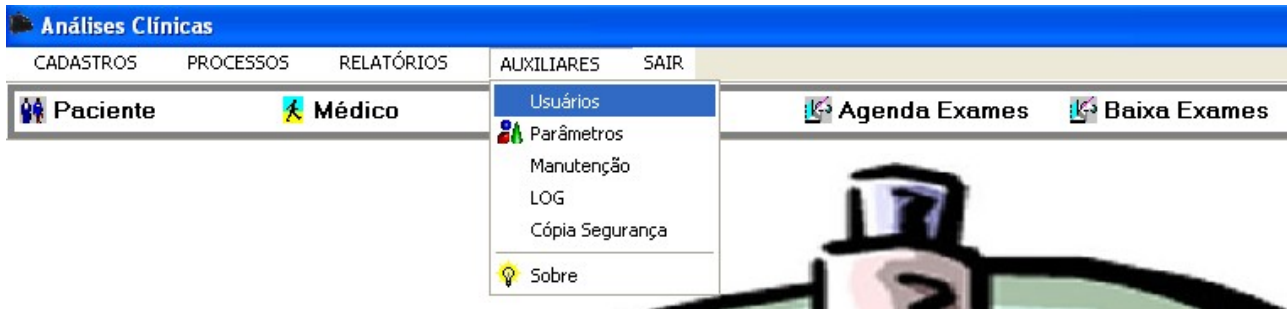 Análises Clínicas
CADASTROS PROCESSOS RELATÓRIOS AUXILIARES SAIR
Paciente Médico Agenda Exames Baixa Exames
Usuários
Parâmetros
Manutenção
LOG
Cópia Segurança
Sobre